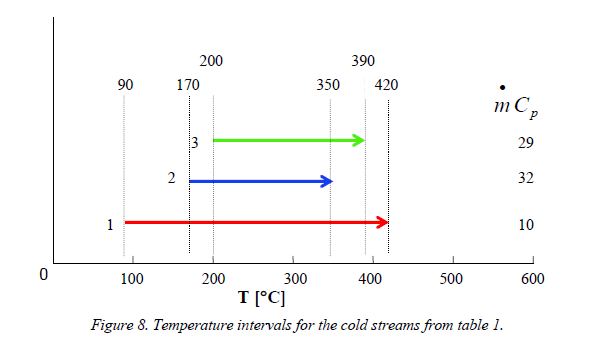 200 390
90 170 350 420
ṁ Cp
3 29
2 32
1 10
0
100 200 300 400 500 600
T [°C]
Figure 8. Temperature intervals for the cold streams from table 1.